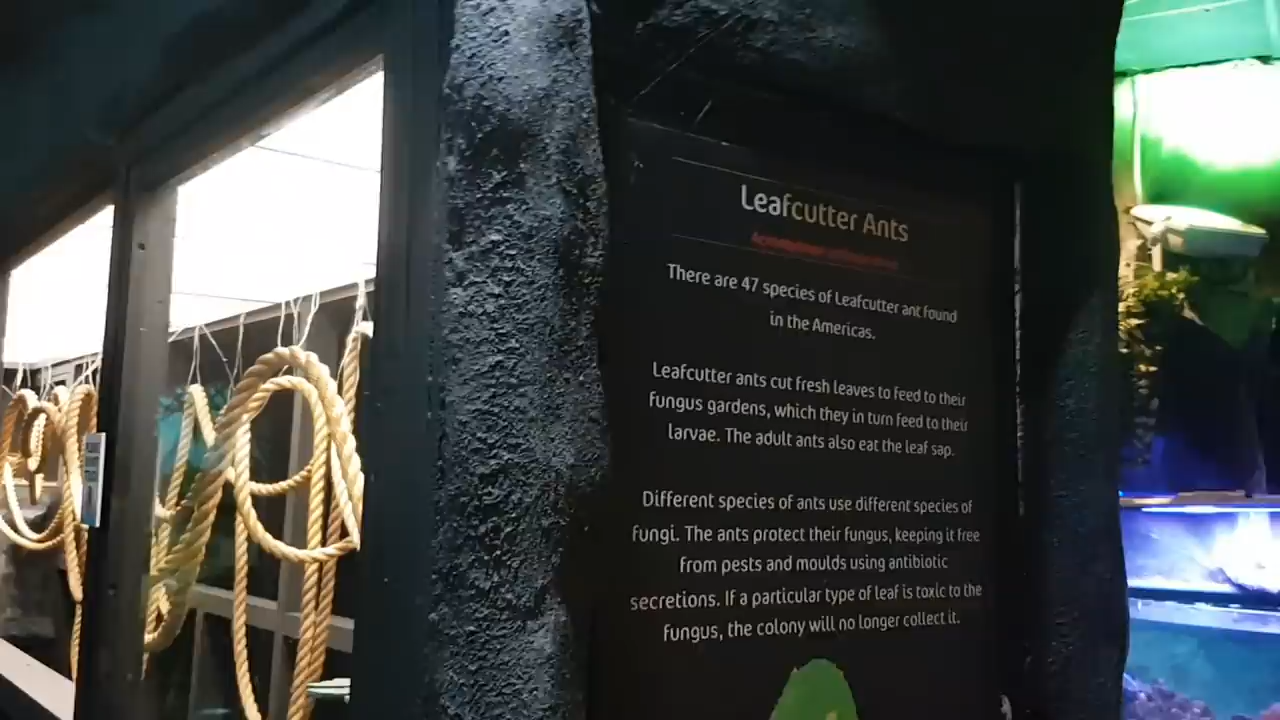 Leafcutter Ants
There are 47 species of Leafcutter ant found
in the Americas.
Leafcutter ants cut fresh leaves to feed to their
fungus gardens, which they in turn feed to their
larvae. The adult ants also eat the leaf sap.
Different species of ants use different species of
fungi. The ants protect their fungus, keeping it free
from pests and moulds using antibiotic
secretions. If a particular type of leaf is toxic to the
fungus, the colony will no longer collect it.